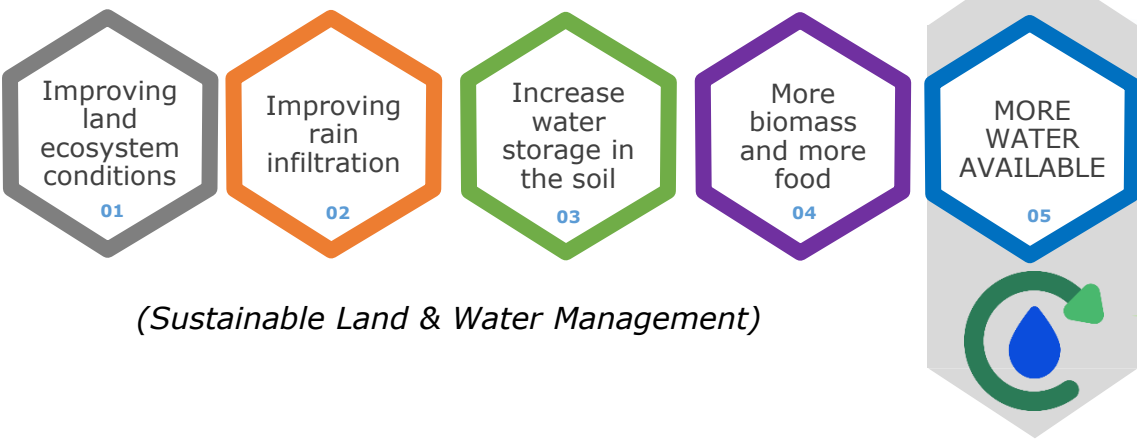 Improving
land
ecosystem
conditions
01
Improving
rain
infiltration
02
Increase
water
storage in
the soil
03
More
biomass
and more
food
04
MORE
WATER
AVAILABLE
05
(Sustainable Land & Water Management)